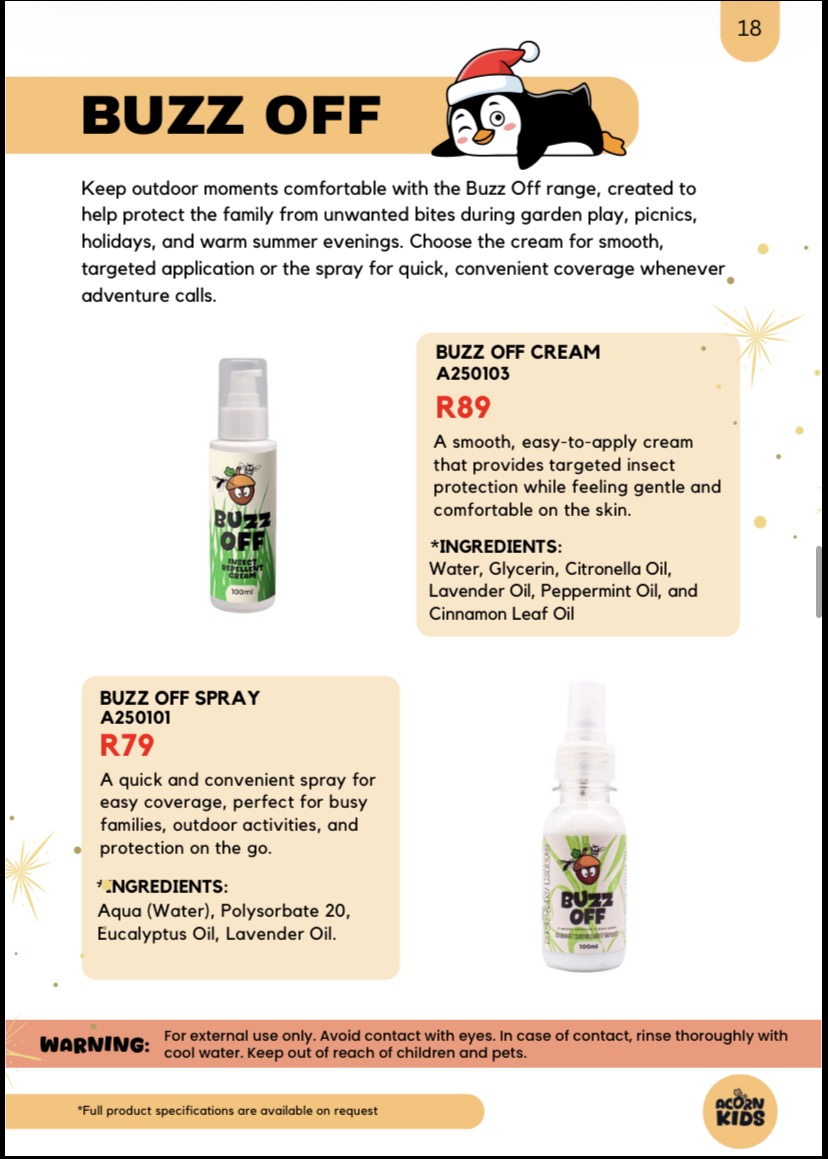 18
BUZZ OFF
Keep outdoor moments comfortable with the Buzz Off range, created to
help protect the family from unwanted bites during garden play, picnics,
holidays, and warm summer evenings. Choose the cream for smooth,
targeted application or the spray for quick, convenient coverage whenever
adventure calls.
BUZZ OFF CREAM
A250103
R89
A smooth, easy-to-apply cream
that provides targeted insect
protection while feeling gentle and
comfortable on the skin.
*INGREDIENTS:
Water, Glycerin, Citronella Oil,
Lavender Oil, Peppermint Oil, and
Cinnamon Leaf Oil
BUZZ
OFF
INSECT
REPELLENT
CREAM
100ml
BUZZ OFF SPRAY
A250101
R79
A quick and convenient spray for
easy coverage, perfect for busy
families, outdoor activities, and
protection on the go.
*INGREDIENTS:
Aqua (Water), Polysorbate 20,
Eucalyptus Oil, Lavender Oil.
BUZZ
OFF
100ml
WARNING:
For external use only. Avoid contact with eyes. In case of contact, rinse thoroughly with
cool water. Keep out of reach of children and pets.
*Full product specifications are available on request
ACORN
KIDS